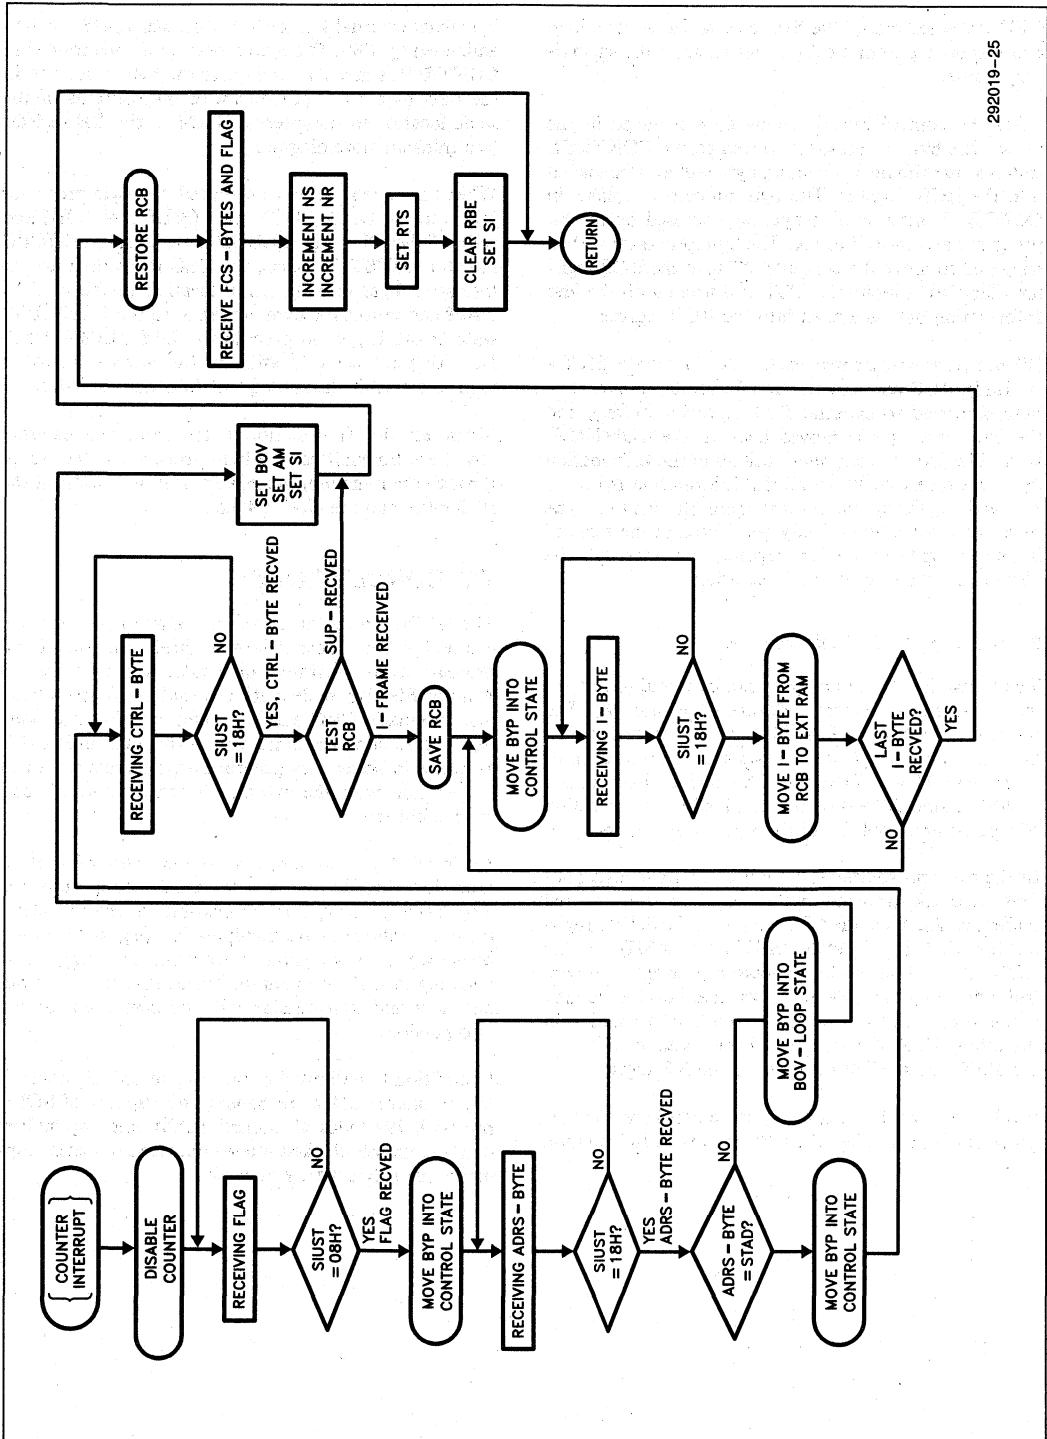 COUNTER
INTERRUPT
DISABLE
COUNTER
RECEIVING FLAG
SIUST
=08H?
NO
YES
FLAG RECVED
MOVE BYP INTO
CONTROL STATE
RECEIVING ADRS-BYTE
SIUST
=18H?
NO
YES
ADRS-BYTE RECVED
ADRS-BYTE
=STAD?
NO
MOVE BYP INTO
BOV-LOOP STATE
MOVE BYP INTO
CONTROL STATE
RECEIVING CTRL-BYTE
SIUST
=18H?
NO
YES, CTRL-BYTE RECVED
TEST
RCB
SUP-RECVED
SET BOV
SET AM
SET SI
I-FRAME RECEIVED
SAVE RCB
MOVE BYP INTO
CONTROL STATE
RECEIVING I-BYTE
SIUST
=18H?
NO
MOVE I-BYTE FROM
RCB TO EXT RAM
LAST
I-BYTE
RECVED?
NO
YES
RESTORE RCB
RECEIVE FCS-BYTES AND FLAG
INCREMENT NS
INCREMENT NR
SET RTS
CLEAR RBE
SET SI
RETURN
292019-25